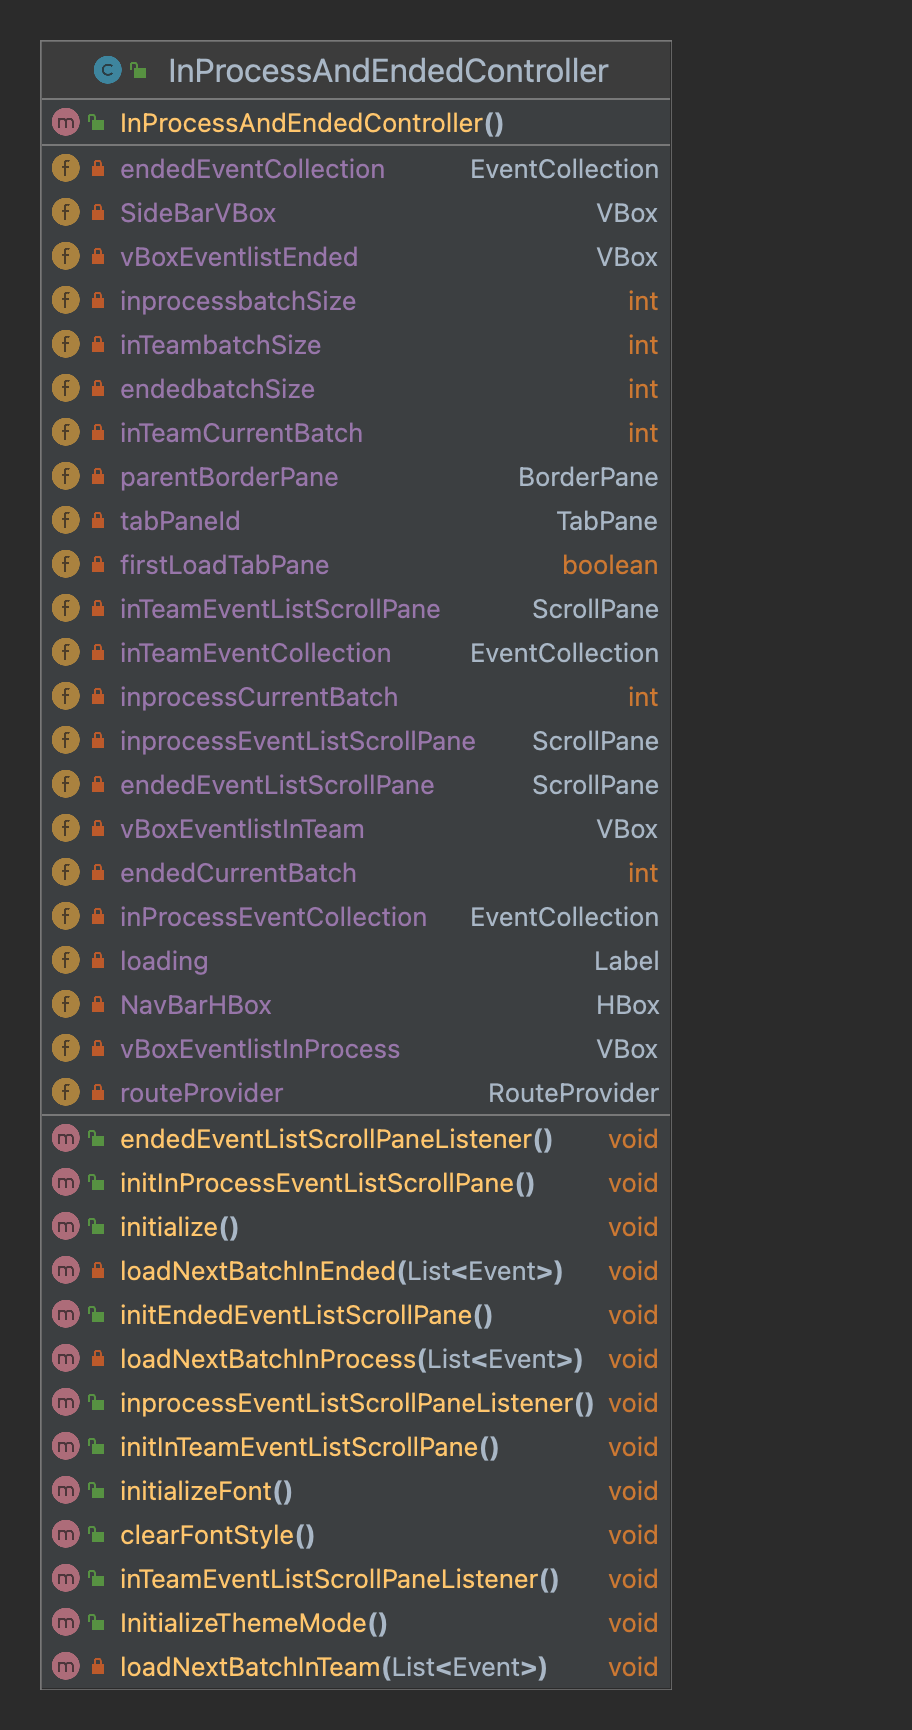 InProcessAndEndedController
InProcessAndEndedController()
endedEventCollection EventCollection
SideBarVBox VBox
vBoxEventlistEnded VBox
inprocessbatchSize int
inTeambatchSize int
endedbatchSize int
inTeamCurrentBatch int
parentBorderPane BorderPane
tabPaneId TabPane
firstLoadTabPane boolean
inTeamEventListScrollPane ScrollPane
inTeamEventCollection EventCollection
inprocessCurrentBatch int
inprocessEventListScrollPane ScrollPane
endedEventListScrollPane ScrollPane
vBoxEventlistInTeam VBox
endedCurrentBatch int
inProcessEventCollection EventCollection
loading Label
NavBarHBox HBox
vBoxEventlistInProcess VBox
routeProvider RouteProvider
endedEventListScrollPaneListener() void
initInProcessEventListScrollPane() void
initialize() void
loadNextBatchInEnded(List<Event>) void
initEndedEventListScrollPane() void
loadNextBatchInProcess(List<Event>) void
inprocessEventListScrollPaneListener() void
initInTeamEventListScrollPane() void
initializeFont() void
clearFontStyle() void
inTeamEventListScrollPaneListener() void
InitializeThemeMode() void
loadNextBatchInTeam(List<Event>) void